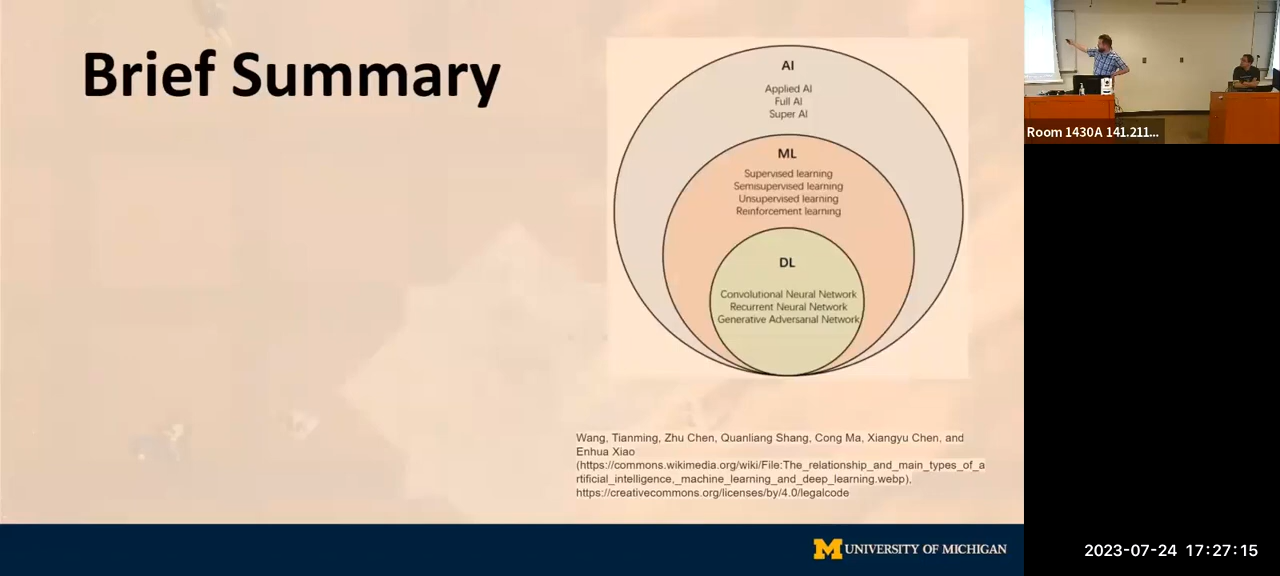 Brief Summary
AI
Applied AI
Full AI
Super AI
ML
Supervised learning
Semisupervised learning
Unsupervised learning
Reinforcement learning
DL
Convolutional Neural Network
Recurrent Neural Network
Generative Adversarial Network
Wang, Tianming, Zhu Chen, Quanliang Shang, Cong Ma, Xiangyu Chen, and
Enhua Xiao
(https://commons.wikimedia.org/wiki/File:The_relationship_and_main_types_of_a
rtificial_intelligence,_machine_learning_and_deep_learning.webp),
https://creativecommons.org/licenses/by/4.0/legalcode
M UNIVERSITY OF MICHIGAN
Room 1430A 141.211...
2023-07-24 17:27:15